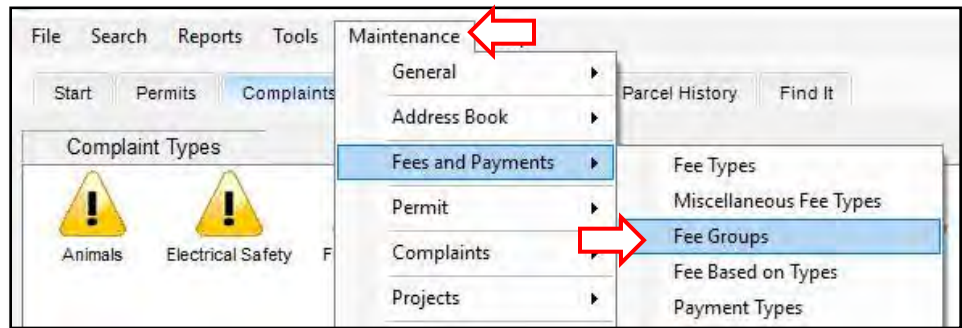 File Search Reports Tools Maintenance
Start Permits Complaints Parcel History Find It
General
Address Book
Complaint Types
Fees and Payments
Permit
Complaints
Projects
Animals Electrical Safety F
Fee Types
Miscellaneous Fee Types
Fee Groups
Fee Based on Types
Payment Types